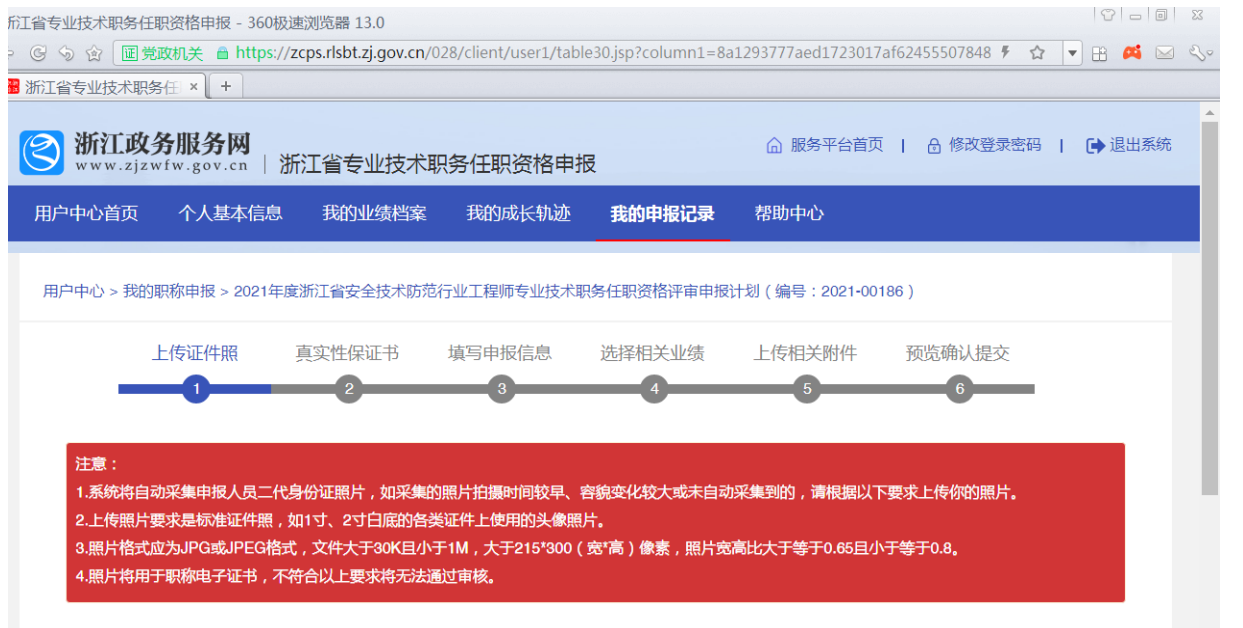 江省专业技术职务任职资格申报 - 360极速浏览器 13.0
证 党政机关 https://zcps.rlsbt.zj.gov.cn/028/client/user1/table30.jsp?column1=8a1293777aed1723017af62455507848
浙江省专业技术职务任
浙江政务服务网
www.zjzwfw.gov.cn
浙江省专业技术职务任职资格申报
服务平台首页 | 修改登录密码 | 退出系统
用户中心首页 个人基本信息 我的业绩档案 我的成长轨迹 我的申报记录 帮助中心
用户中心 > 我的职称申报 > 2021年度浙江省安全技术防范行业工程师专业技术职务任职资格评审申报计划(编号:2021-00186)
上传证件照 真实性保证书 填写申报信息 选择相关业绩 上传相关附件 预览确认提交
1 2 3 4 5 6
注意:
1.系统将自动采集申报人员二代身份证照片,如采集的照片拍摄时间较早、容貌变化较大或未自动采集到的,请根据以下要求上传你的照片。
2.上传照片要求是标准证件照,如1寸、2寸白底的各类证件上使用的头像照片。
3.照片格式应为JPG或JPEG格式,文件大于30K且小于1M,大于215*300(宽*高)像素,照片宽高比大于等于0.65且小于等于0.8。
4.照片将用于职称电子证书,不符合以上要求将无法通过审核。